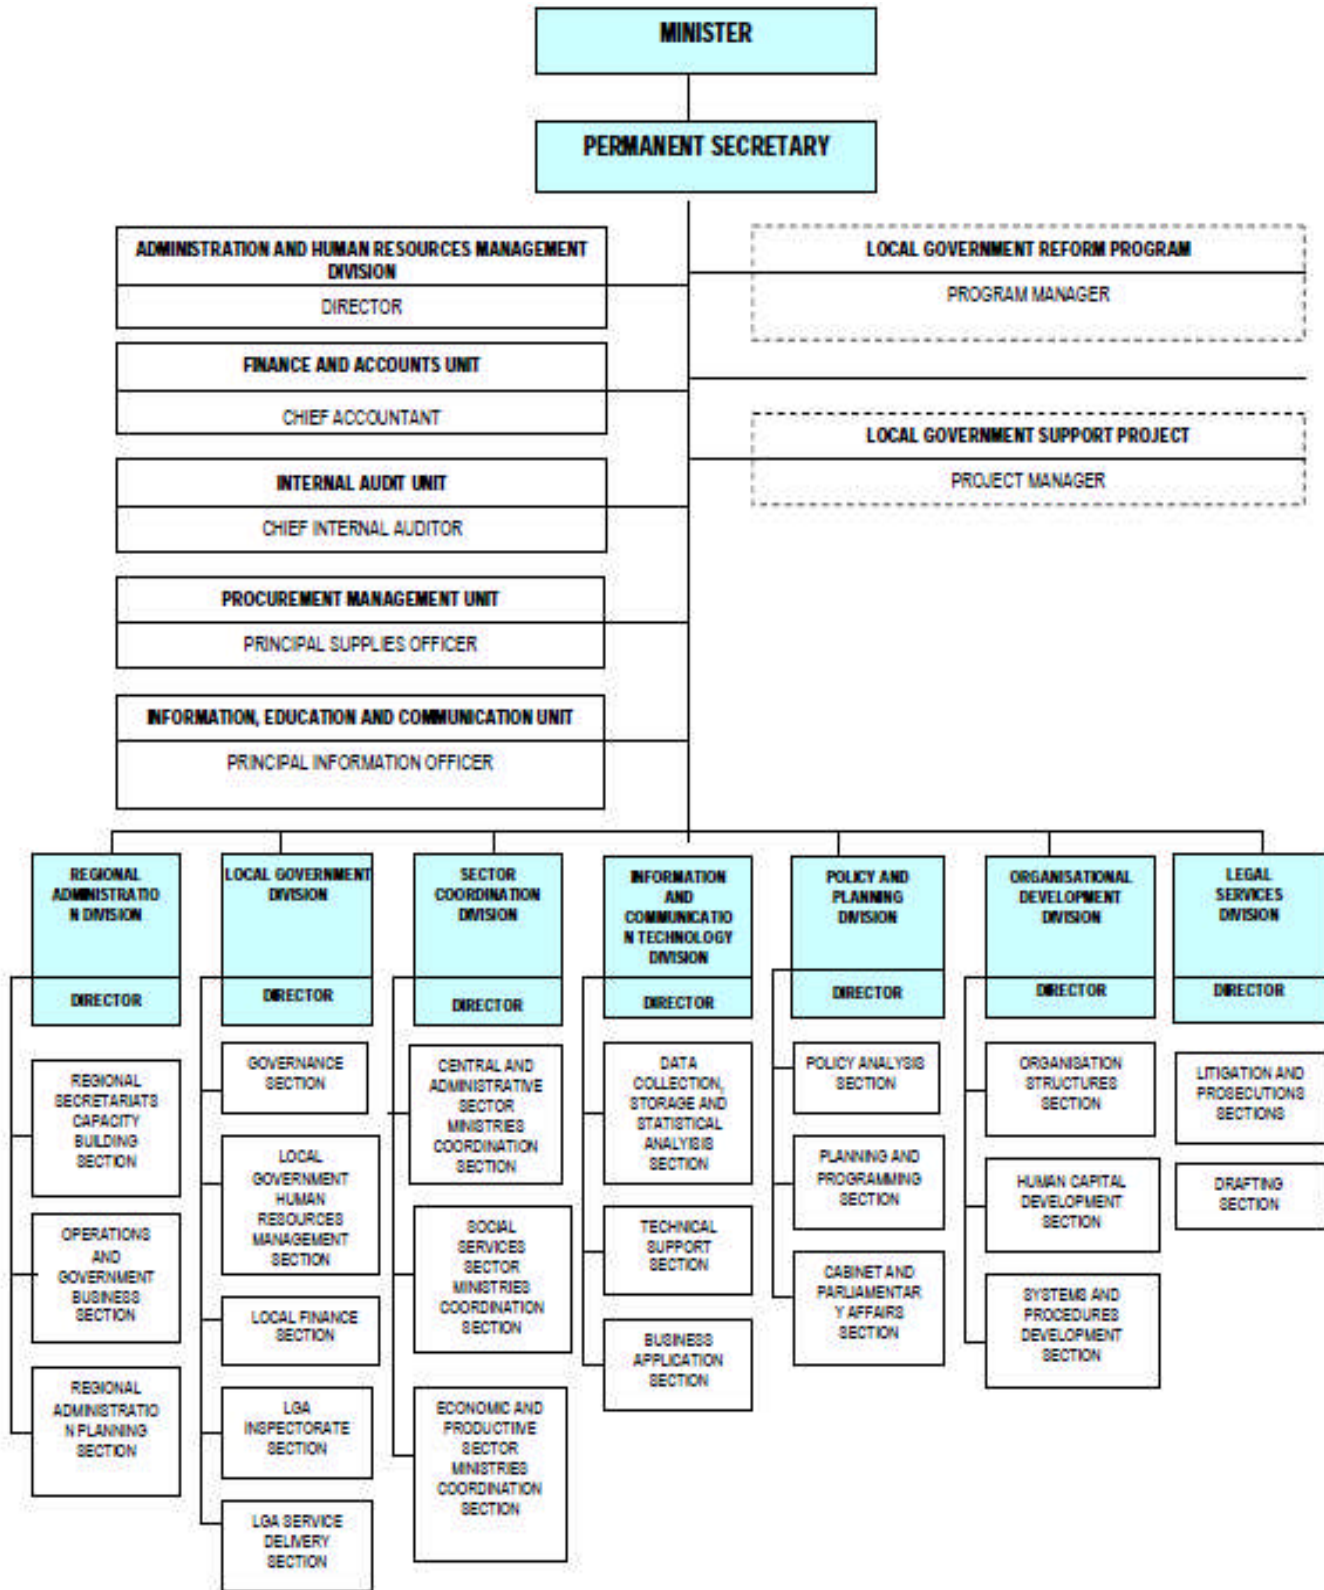 MINISTER
PERMANENT SECRETARY
ADMINISTRATION AND HUMAN RESOURCES MANAGEMENT
DIVISION
DIRECTOR
LOCAL GOVERNMENT REFORM PROGRAM
PROGRAM MANAGER
FINANCE AND ACCOUNTS UNIT
CHIEF ACCOUNTANT
LOCAL GOVERNMENT SUPPORT PROJECT
PROJECT MANAGER
INTERNAL AUDIT UNIT
CHIEF INTERNAL AUDITOR
PROCUREMENT MANAGEMENT UNIT
PRINCIPAL SUPPLIES OFFICER
INFORMATION, EDUCATION AND COMMUNICATION UNIT
PRINCIPAL INFORMATION OFFICER
REGIONAL
ADMINISTRATIO
N DIVISION
DIRECTOR
REGIONAL
SECRETARIATS
CAPACITY
BUILDING
SECTION
OPERATIONS
AND
GOVERNMENT
BUSINESS
SECTION
REGIONAL
ADMINISTRATIO
N PLANNING
SECTION
LOCAL GOVERNMENT
DIVISION
DIRECTOR
GOVERNANCE
SECTION
LOCAL
GOVERNMENT
HUMAN
RESOURCES
MANAGEMENT
SECTION
LOCAL FINANCE
SECTION
LGA
INSPECTORATE
SECTION
LGA SERVICE
DELIVERY
SECTION
SECTOR
COORDINATION
DIVISION
DIRECTOR
CENTRAL AND
ADMINISTRATIVE
SECTOR
MINISTRIES
COORDINATION
SECTION
SOCIAL
SERVICES
SECTOR
MINISTRIES
COORDINATION
SECTION
ECONOMIC AND
PRODUCTIVE
SECTOR
MINISTRIES
COORDINATION
SECTION
INFORMATION
AND
COMMUNICATIO
N TECHNOLOGY
DIVISION
DIRECTOR
DATA
COLLECTION,
STORAGE AND
STATISTICAL
ANALYISIS
SECTION
TECHNICAL
SUPPORT
SECTION
BUSINESS
APPLICATION
SECTION
POLICY AND
PLANNING
DIVISION
DIRECTOR
POLICY ANALYSIS
SECTION
PLANNING AND
PROGRAMMING
SECTION
CABINET AND
PARLIAMENTAR
Y AFFAIRS
SECTION
ORGANISATIONAL
DEVELOPMENT
DIVISION
DIRECTOR
ORGANISATION
STRUCTURES
SECTION
HUMAN CAPITAL
DEVELOPMENT
SECTION
SYSTEMS AND
PROCEDURES
DEVELOPMENT
SECTION
LEGAL
SERVICES
DIVISION
DIRECTOR
LITIGATION AND
PROSECUTIONS
SECTIONS
DRAFTING
SECTION